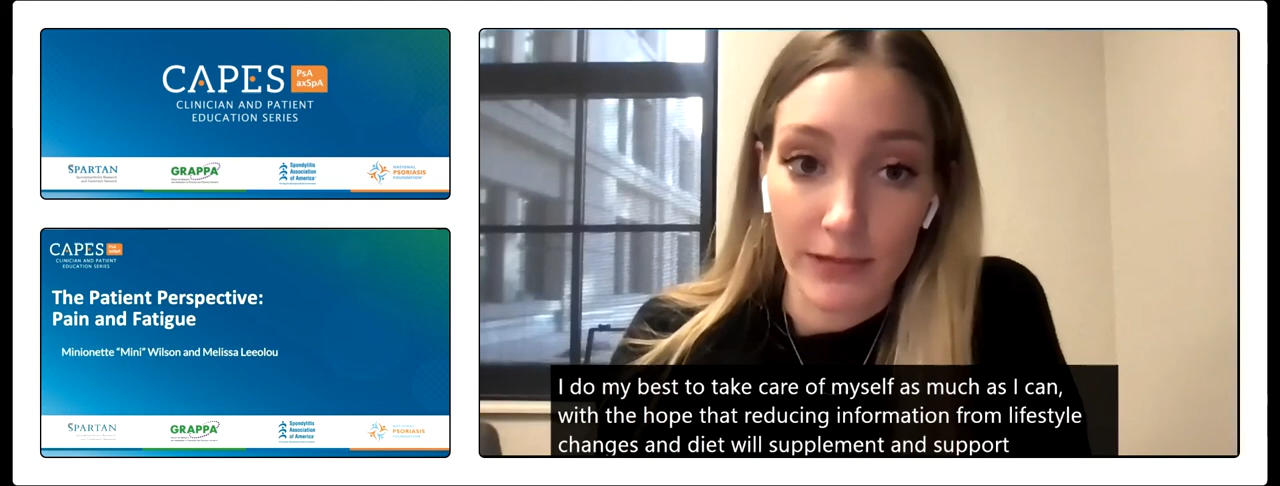 CAPES PsA
axSpA
CLINICIAN AND PATIENT
EDUCATION SERIES
SPARTAN
GRAPPA
Spondylitis
Association
of America
NATIONAL
PSORIASIS
FOUNDATION
CAPES PsA
axSpA
CLINICIAN AND PATIENT
EDUCATION SERIES
The Patient Perspective:
Pain and Fatigue
Minionette “Mini” Wilson and Melissa Leeolou
SPARTAN
GRAPPA
Spondylitis
Association
of America
NATIONAL
PSORIASIS
FOUNDATION
I do my best to take care of myself as much as I can,
with the hope that reducing information from lifestyle
changes and diet will supplement and support